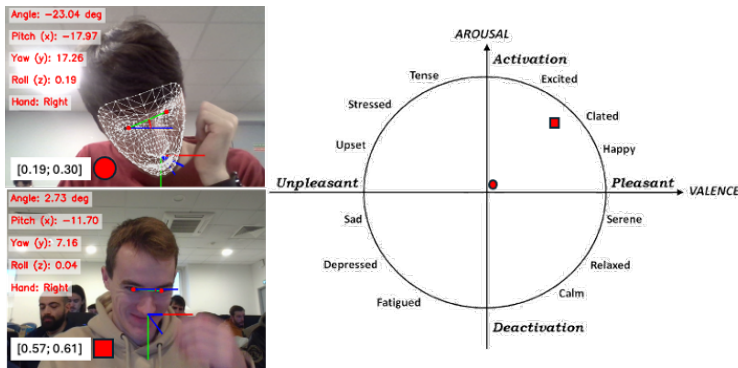 Angle: -23.04 deg
Pitch (x): -17.97
Yaw (y): 17.26
Roll (z): 0.19
Hand: Right
[0.19; 0.30]
Angle: 2.73 deg
Pitch (x): -11.70
Yaw (y): 7.16
Roll (z): 0.04
Hand: Right
[0.57; 0.61]
AROUSAL
Activation
Tense
Excited
Stressed
Clated
Upset
Happy
Unpleasant
Pleasant
VALENCE
Sad
Serene
Depressed
Relaxed
Fatigued
Calm
Deactivation